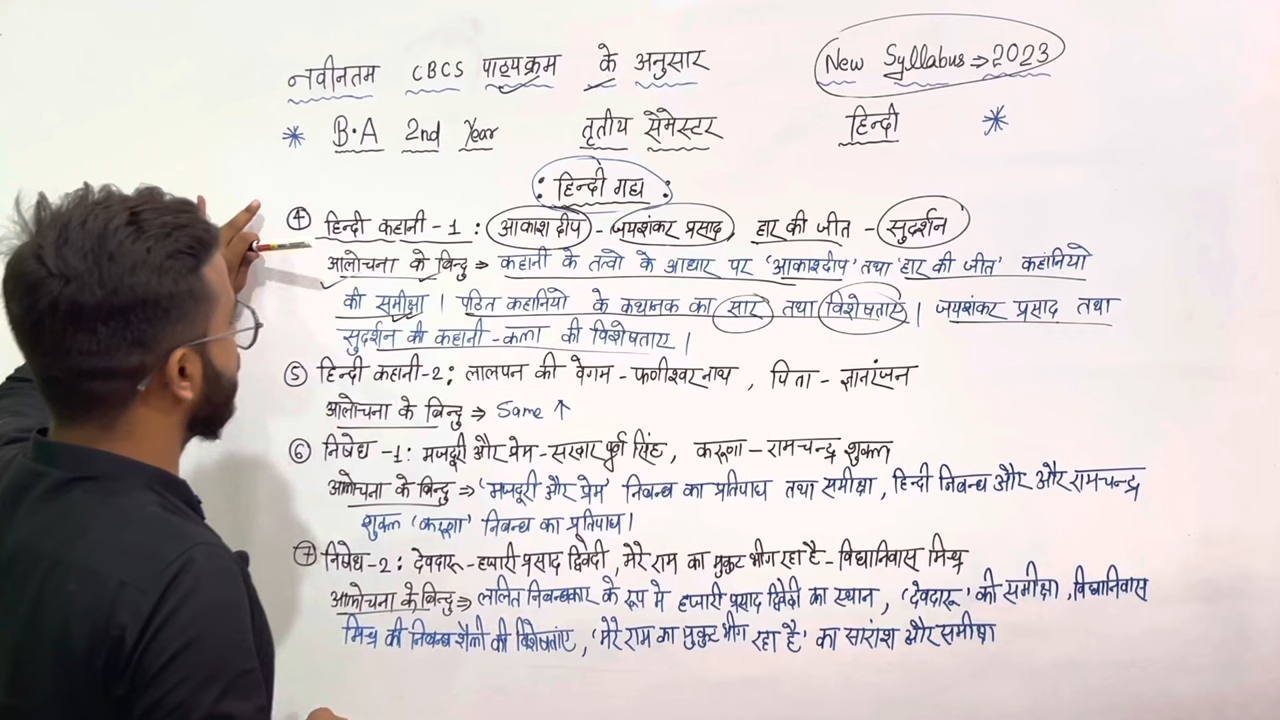 नवीनतम CBCS पाठ्यक्रम के अनुसार
New Syllabus ⇒ 2023
* B.A 2nd Year तृतीय सेमेस्टर हिन्दी *
: हिन्दी गद्य :
④ हिन्दी कहानी - 1 : आकाश दीप - जयशंकर प्रसाद, हार की जीत - सुदर्शन
आलोचना के बिन्दु ⇒ कहानी के तत्वो के आधार पर 'आकाशदीप' तथा 'हार की जीत' कहानियो
की समीक्षा । पठित कहानियो के कथानक का सार तथा विशेषताए । जयशंकर प्रसाद तथा
सुदर्शन की कहानी-कला की विशेषताए ।
⑤ हिन्दी कहानी-2 : लालपन की वेगम - फणीश्वरनाथ , पिता - ज्ञानरंजन
आलोचना के बिन्दु ⇒ Same ↑
⑥ निबंध -1: मजदूरी और प्रेम - सरदार पूर्ण सिंह, करूणा - रामचन्द्र शुक्ल
आलोचना के बिन्दु ⇒ 'मजदूरी और प्रेम' निबन्ध का प्रतिपाद्य तथा समीक्षा , हिन्दी निबन्ध और और रामचन्द्र
शुक्ल 'करूणा' निबन्ध का प्रतिपाद्य ।
⑦ निबंध-2 : देवदारू - हजारी प्रसाद द्विवेदी , मेरे राम का मुकुट भीग रहा है - विद्यानिवास मिश्र
आलोचना के बिन्दु ⇒ ललित निबन्धकार के रूप मे हजारी प्रसाद द्विवेदी का स्थान , 'देवदारू' की समीक्षा , विद्यानिवास
मिश्र की निबन्ध शैली की विशेषताएं , 'मेरे राम का मुकुट भीग रहा है' का सारांश और समीक्षा